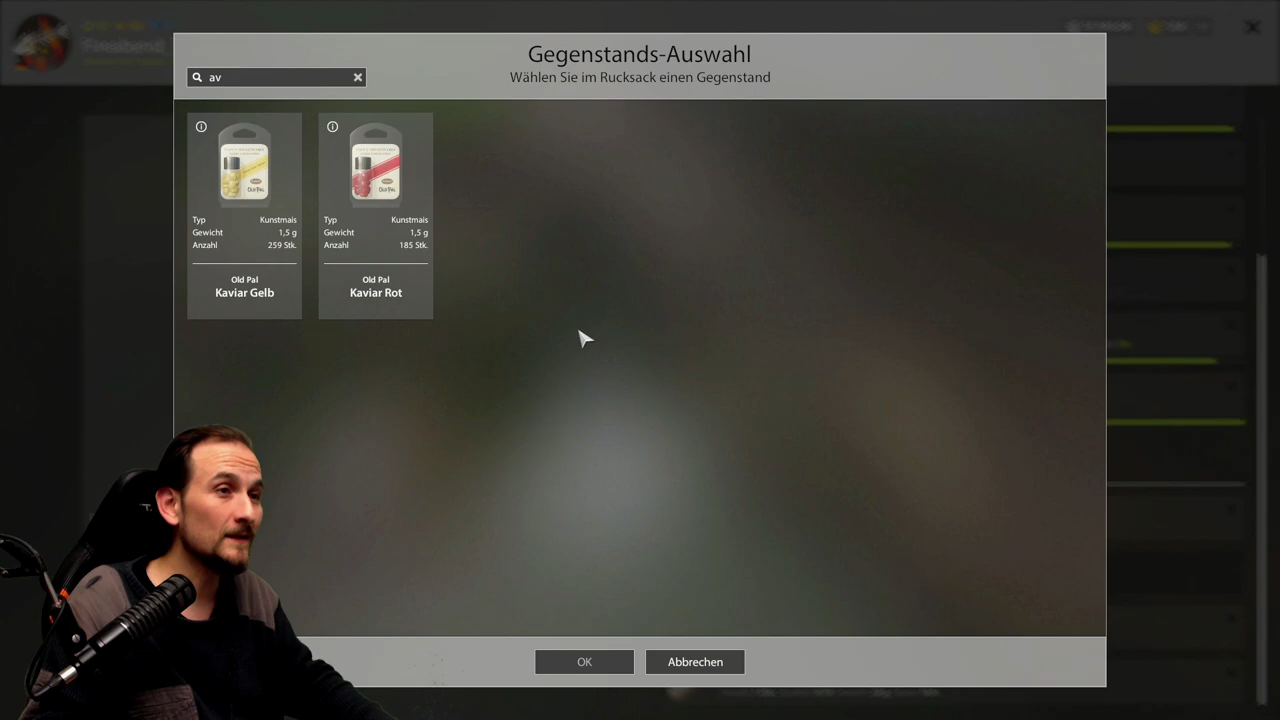 Gegenstands-Auswahl
Wählen Sie im Rucksack einen Gegenstand
av
Typ Kunstmais
Gewicht 1,5 g
Anzahl 259 Stk.
Old Pal
Kaviar Gelb
Typ Kunstmais
Gewicht 1,5 g
Anzahl 185 Stk.
Old Pal
Kaviar Rot
OK
Abbrechen